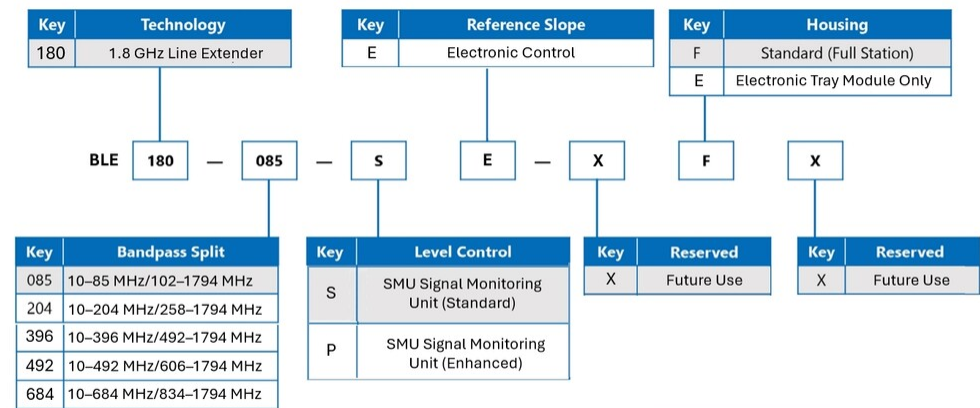 Key Technology
180 1.8 GHz Line Extender
Key Reference Slope
E Electronic Control
Key Housing
F Standard (Full Station)
E Electronic Tray Module Only
BLE 180 — 085 — S E — X F X
Key Bandpass Split
085 10–85 MHz/102–1794 MHz
204 10–204 MHz/258–1794 MHz
396 10–396 MHz/492–1794 MHz
492 10–492 MHz/606–1794 MHz
684 10–684 MHz/834–1794 MHz
Key Level Control
S SMU Signal Monitoring
Unit (Standard)
P SMU Signal Monitoring
Unit (Enhanced)
Key Reserved
X Future Use
Key Reserved
X Future Use